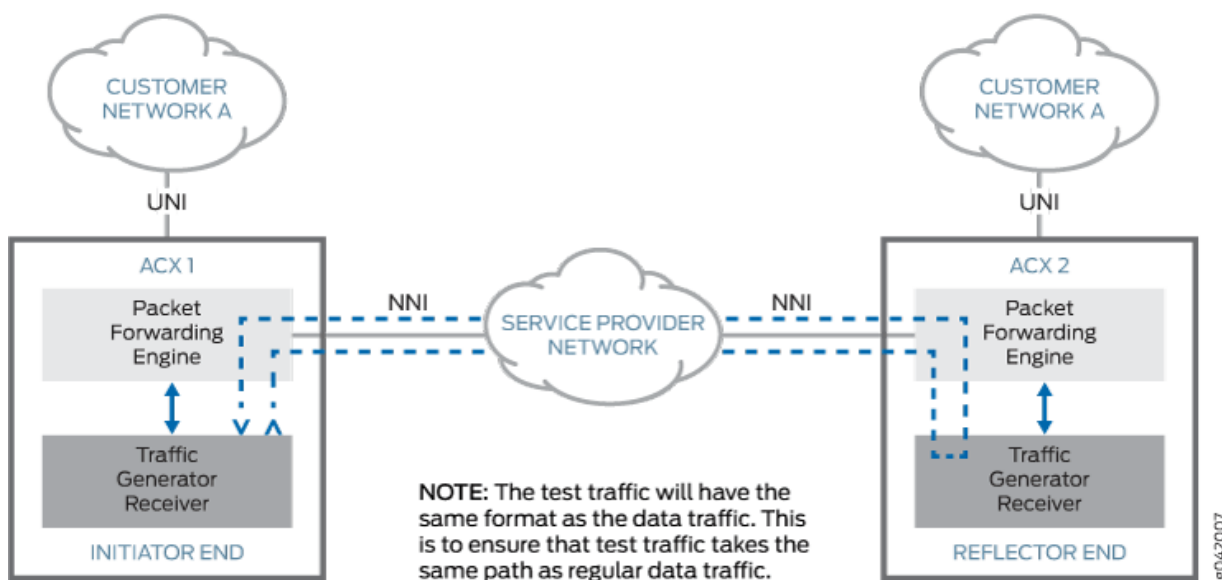 CUSTOMER
NETWORK A
CUSTOMER
NETWORK A
UNI
UNI
ACX 1
Packet
Forwarding
Engine
NNI
SERVICE PROVIDER
NETWORK
NNI
ACX 2
Packet
Forwarding
Engine
Traffic
Generator
Receiver
INITIATOR END
NOTE: The test traffic will have the
same format as the data traffic. This
is to ensure that test traffic takes the
same path as regular data traffic.
Traffic
Generator
Receiver
REFLECTOR END
g042007